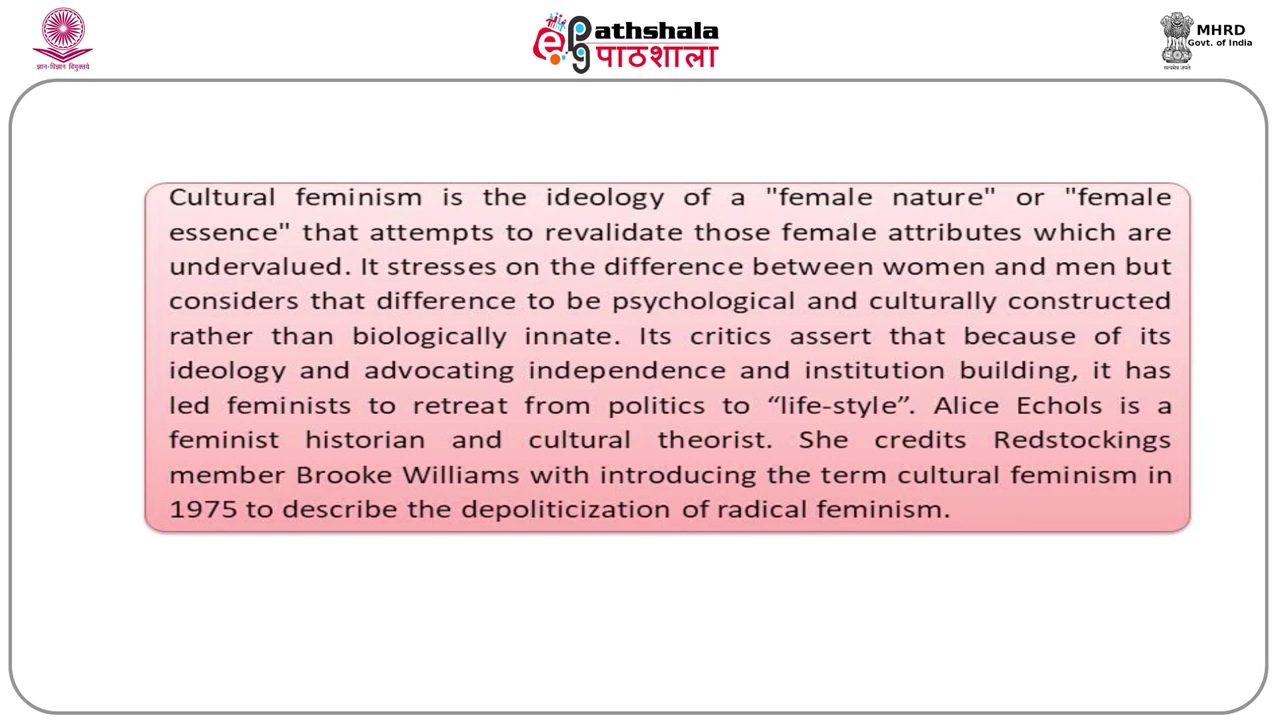 ज्ञान-विज्ञान विमुक्तये
epathshala
पाठशाला
MHRD
Govt. of India
सत्यमेव जयते
Cultural feminism is the ideology of a "female nature" or "female
essence" that attempts to revalidate those female attributes which are
undervalued. It stresses on the difference between women and men but
considers that difference to be psychological and culturally constructed
rather than biologically innate. Its critics assert that because of its
ideology and advocating independence and institution building, it has
led feminists to retreat from politics to “life-style”. Alice Echols is a
feminist historian and cultural theorist. She credits Redstockings
member Brooke Williams with introducing the term cultural feminism in
1975 to describe the depoliticization of radical feminism.